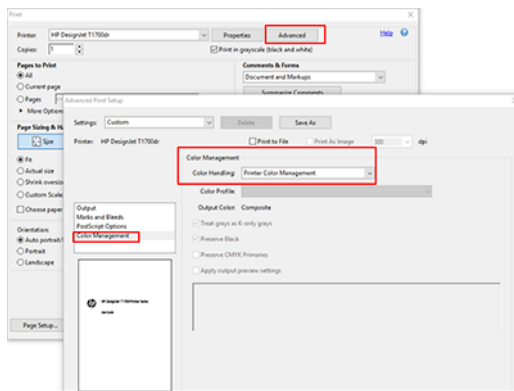 Print
Printer: HP DesignJet T1700dr Properties Advanced Help
Copies: 1 Print in grayscale (black and white)
Pages to Print Comments & Forms
All Document and Markups
Current page Summarize Comments
Pages
More Options
Advanced Print Setup
Settings: Custom Delete Save As
Page Sizing & Ha
Size Printer: HP DesignJet T1700dr Print to File Print As Image 300 dpi
Fit Color Management
Actual size Color Handling: Printer Color Management
Shrink oversize
Custom Scale Color Profile:
Choose paper Output Output Color: Composite
Marks and Bleeds Treat grays as K-only grays
PostScript Options
Orientation: Color Management Preserve Black
Auto portrait/
Portrait Preserve CMYK Primaries
Landscape Apply output preview settings
hp
Page Setup...